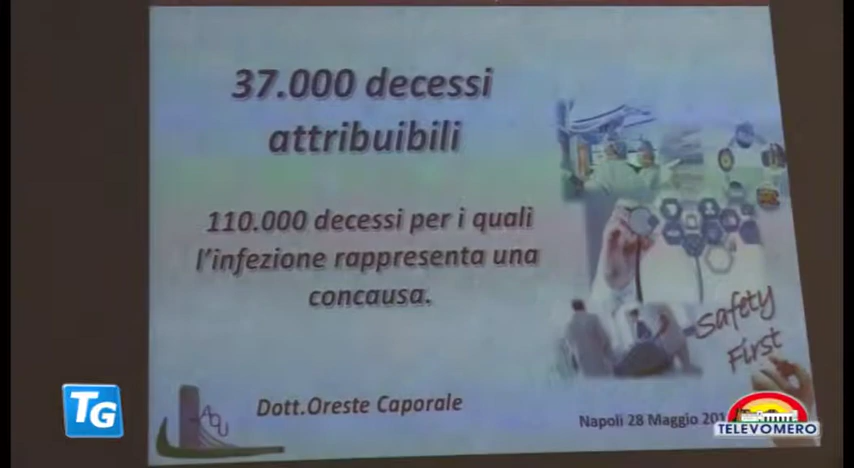 37.000 decessi
attribuibili
110.000 decessi per i quali
l'infezione rappresenta una
concausa.
Safety
First
Dott.Oreste Caporale
Napoli 28 Maggio
TG
TELEVOMERO